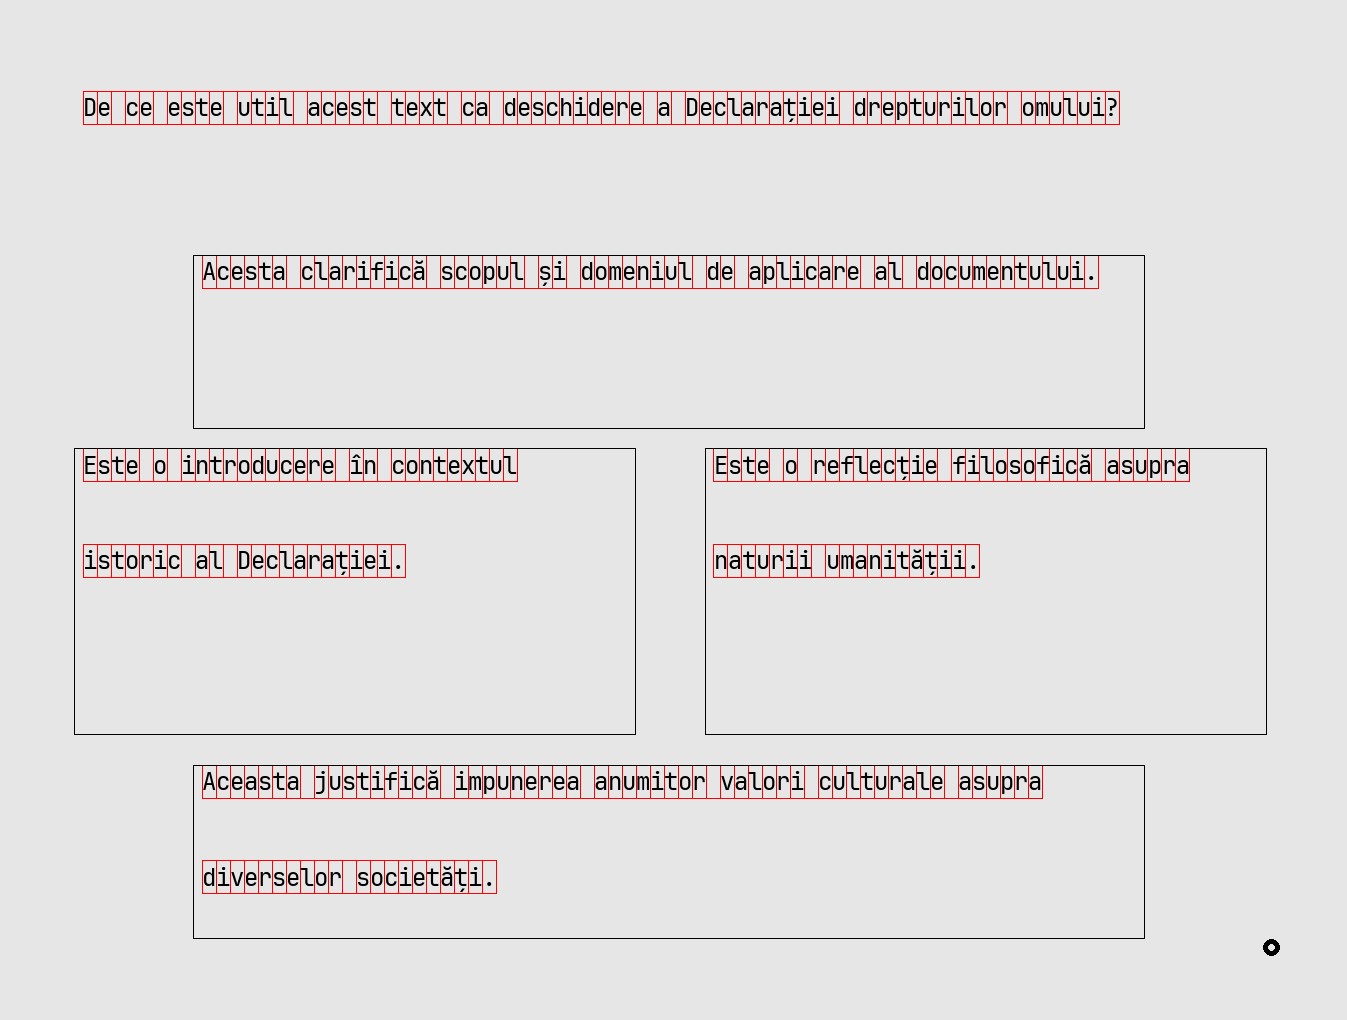 De ce este util acest text ca deschidere a Declarației drepturilor omului?
Acesta clarifică scopul și domeniul de aplicare al documentului.
Este o introducere în contextul
istoric al Declarației.
Este o reflecție filosofică asupra
naturii umanității.
Aceasta justifică impunerea anumitor valori culturale asupra
diverselor societăți.